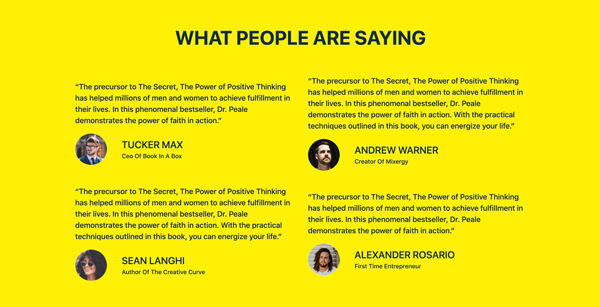 WHAT PEOPLE ARE SAYING
“The precursor to The Secret, The Power of Positive Thinking
has helped millions of men and women to achieve fulfillment in
their lives. In this phenomenal bestseller, Dr. Peale
demonstrates the power of faith in action.”
TUCKER MAX
Ceo Of Book In A Box
“The precursor to The Secret, The Power of Positive Thinking
has helped millions of men and women to achieve fulfillment in
their lives. In this phenomenal bestseller, Dr. Peale
demonstrates the power of faith in action. With the practical
techniques outlined in this book, you can energize your life.”
ANDREW WARNER
Creator Of Mixergy
“The precursor to The Secret, The Power of Positive Thinking
has helped millions of men and women to achieve fulfillment in
their lives. In this phenomenal bestseller, Dr. Peale
demonstrates the power of faith in action. With the practical
techniques outlined in this book, you can energize your life.”
SEAN LANGHI
Author Of The Creative Curve
“The precursor to The Secret, The Power of Positive Thinking
has helped millions of men and women to achieve fulfillment in
their lives. In this phenomenal bestseller, Dr. Peale
demonstrates the power of faith in action.”
ALEXANDER ROSARIO
First Time Entrepreneur